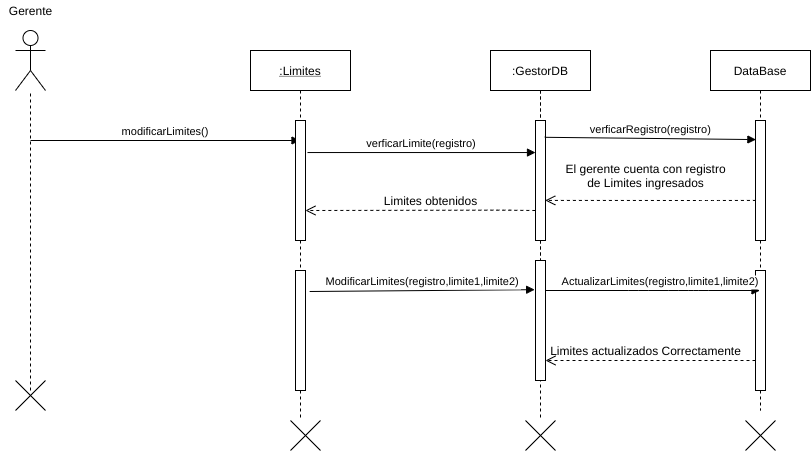 Gerente
:Limites
:GestorDB
DataBase
modificarLimites()
verficarLimite(registro)
verficarRegistro(registro)
El gerente cuenta con registro
de Limites ingresados
Limites obtenidos
ModificarLimites(registro,limite1,limite2)
ActualizarLimites(registro,limite1,limite2)
Limites actualizados Correctamente